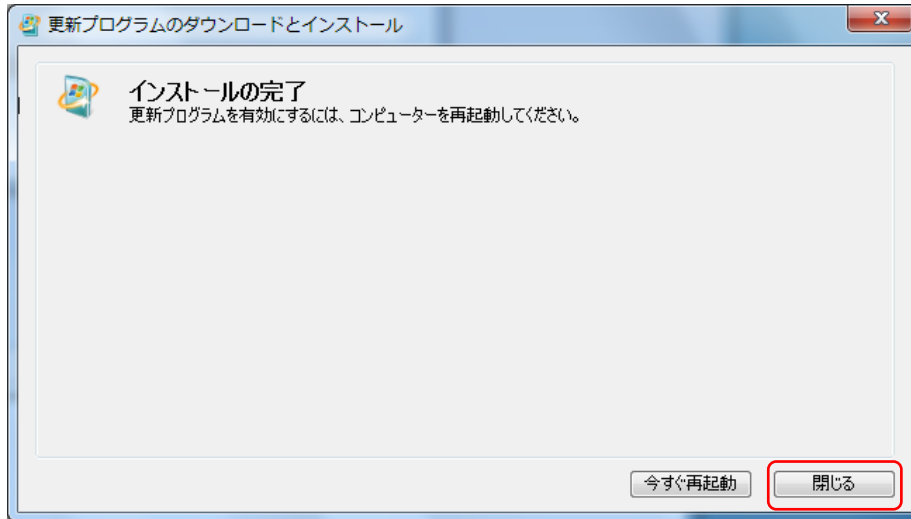 更新プログラムのダウンロードとインストール
インストールの完了
更新プログラムを有効にするには、コンピューターを再起動してください。
今すぐ再起動
閉じる